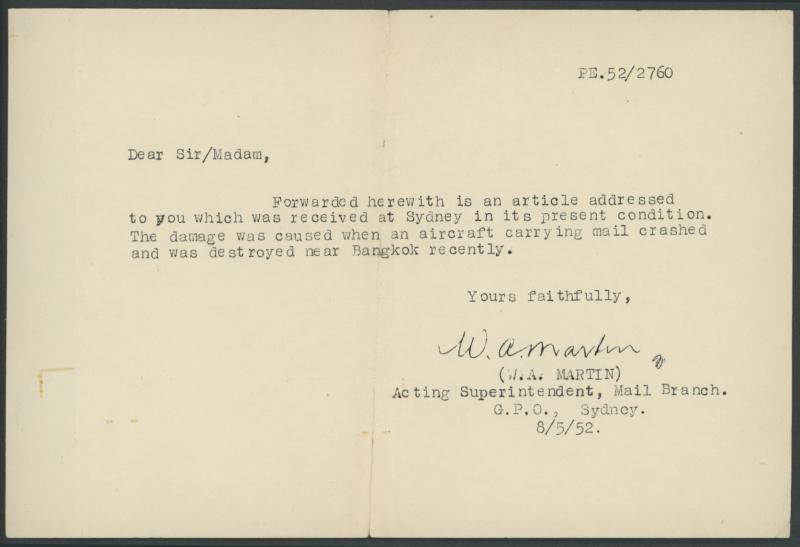 PE.52/2760
Dear Sir/Madam,
Forwarded herewith is an article addressed
to you which was received at Sydney in its present condition.
The damage was caused when an aircraft carrying mail crashed
and was destroyed near Bangkok recently.
Yours faithfully,
W. A. Martin
(W.A. MARTIN)
Acting Superintendent, Mail Branch.
G.P.O., Sydney.
8/5/52.